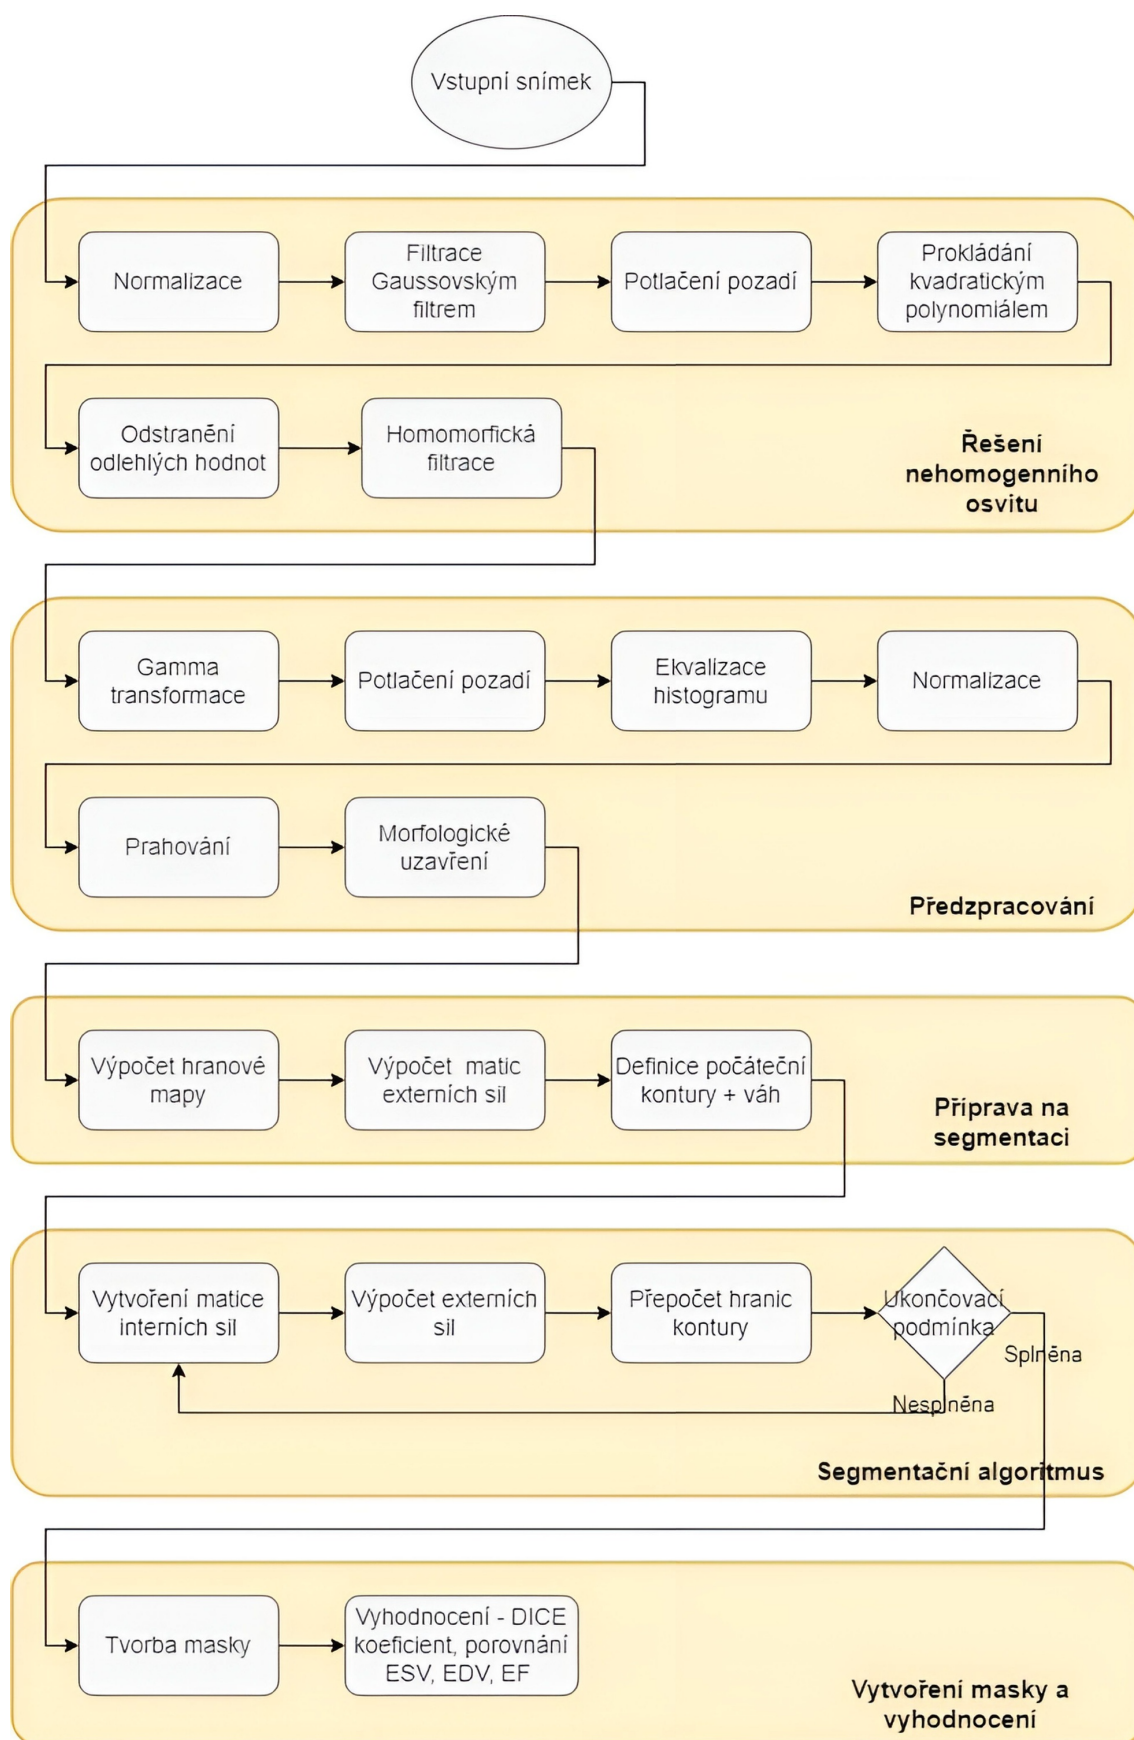 Vstupní snímek
Normalizace
Filtrace
Gaussovským
filtrem
Potlačení pozadí
Prokládání
kvadratickým
polynomiálem
Odstranění
odlehlých hodnot
Homomorfická
filtrace
Řešení
nehomogenního
osvitu
Gamma
transformace
Potlačení pozadí
Ekvalizace
histogramu
Normalizace
Prahování
Morfologické
uzavření
Předzpracování
Výpočet hranové
mapy
Výpočet matic
externích sil
Definice počáteční
kontury + váh
Příprava na
segmentaci
Vytvoření matice
interních sil
Výpočet externích
sil
Přepočet hranic
kontury
Ukončovací
podmínka
Splněna
Nesplněna
Segmentační algoritmus
Tvorba masky
Vyhodnocení - DICE
koeficient, porovnání
ESV, EDV, EF
Vytvoření masky a
vyhodnocení